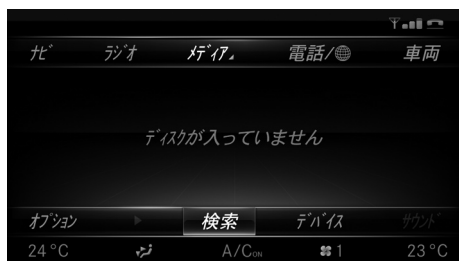 ナビ ラジオ メディア 電話/ 車両
ディスクが入っていません
オプション 検索 デバイス サウンド
24°C A/C ON 1 23°C